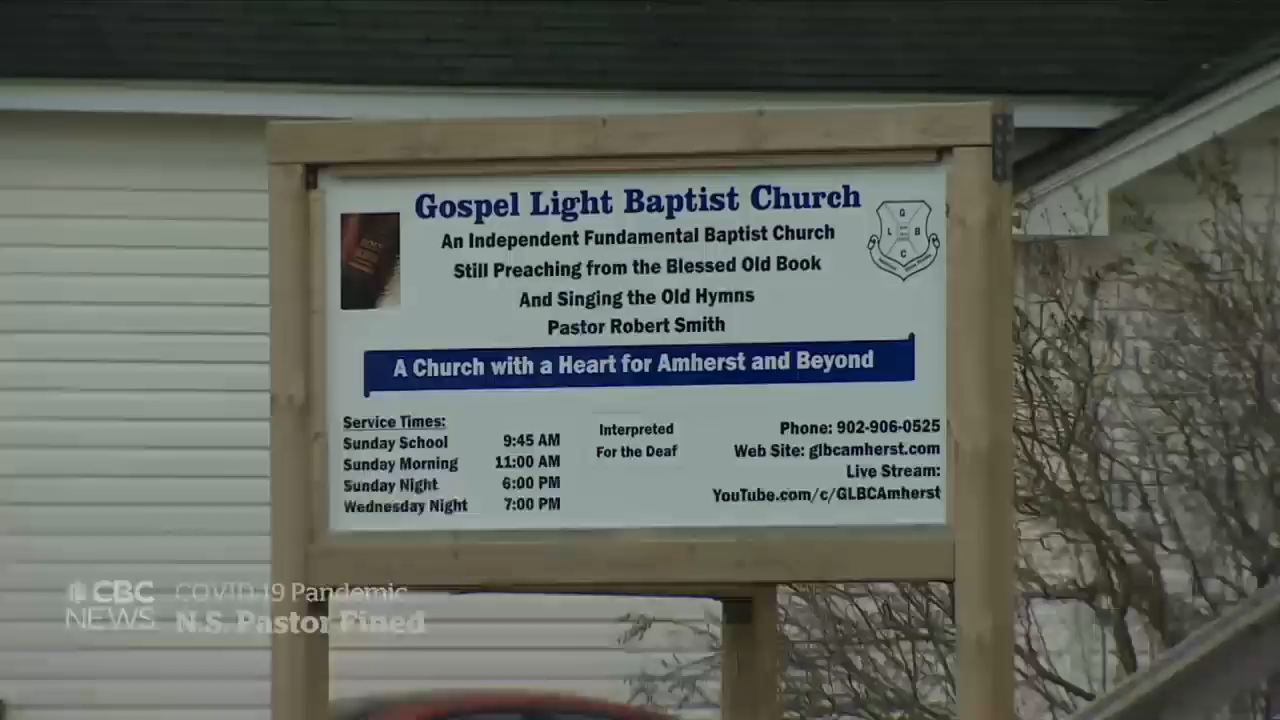 Gospel Light Baptist Church
An Independent Fundamental Baptist Church
Still Preaching from the Blessed Old Book
And Singing the Old Hymns
Pastor Robert Smith
G
L B
C
A Church with a Heart for Amherst and Beyond
Service Times:
Sunday School 9:45 AM
Sunday Morning 11:00 AM
Sunday Night 6:00 PM
Wednesday Night 7:00 PM
Interpreted
For the Deaf
Phone: 902-906-0525
Web Site: glbcamherst.com
Live Stream:
YouTube.com/c/GLBCAmherst
CBC
NEWS
COVID-19 Pandemic
N.S. Pastor Fined